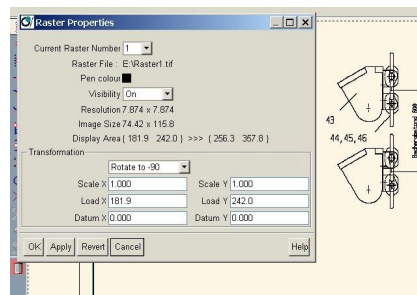 Raster Properties
Current Raster Number 1
Raster File : E:\Raster1.tif
Pen colour
Visibility On
Resolution 7.874 x 7.874
Image Size 74.42 x 115.8
Display Area { 181.9 242.0 } >>> { 256.3 357.8 }
Transformation
Rotate to -90
Scale X 1.000 Scale Y 1.000
Load X 181.9 Load Y 242.0
Datum X 0.000 Datum Y 0.000
OK Apply Revert Cancel Help
43
44, 45, 46